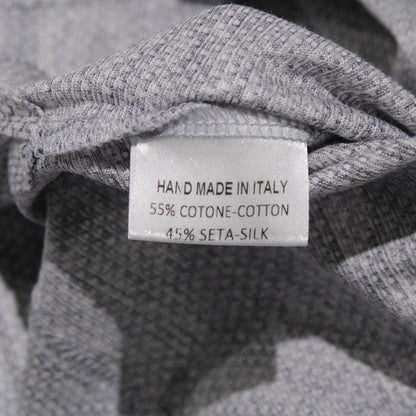 HAND MADE IN ITALY
55% COTONE-COTTON
45% SETA-SILK